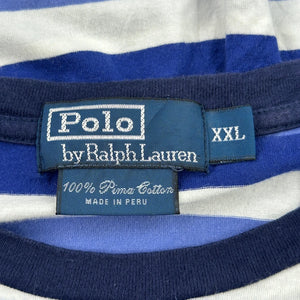 Polo
by Ralph Lauren
XXL
100% Pima Cotton
MADE IN PERU